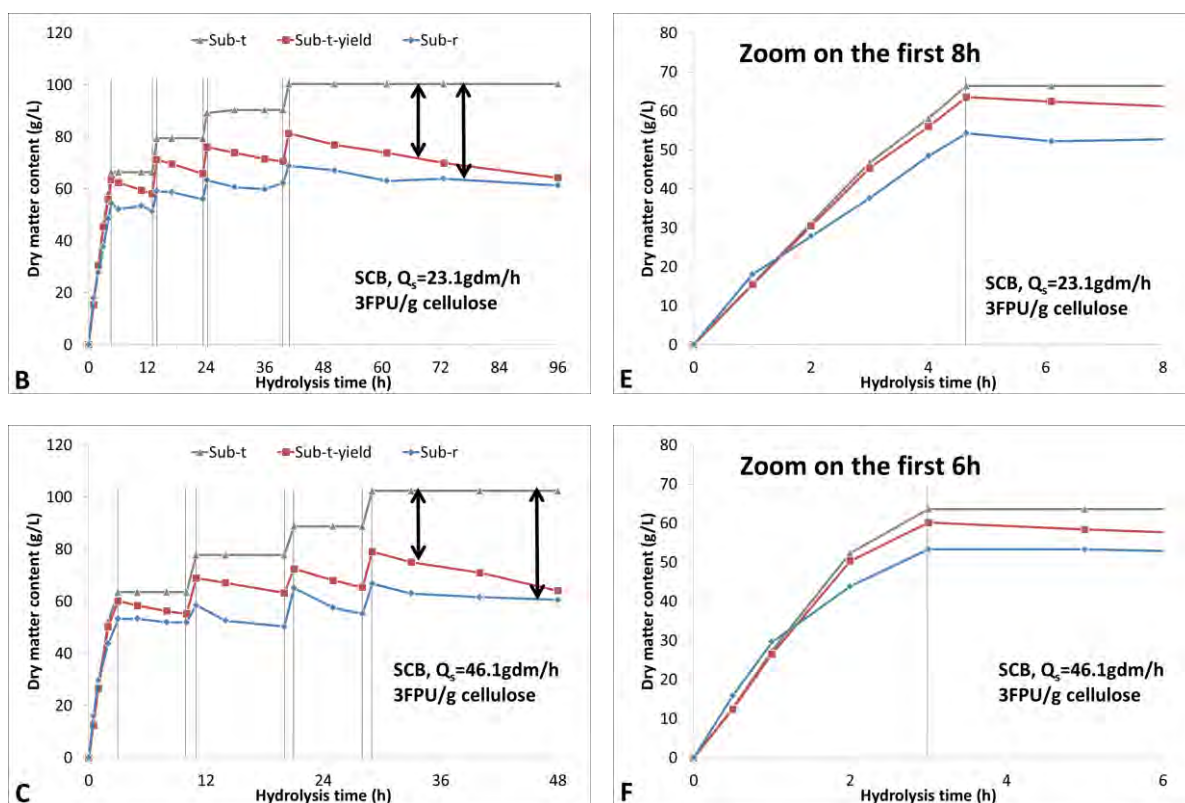 120
Sub-t Sub-t-yield Sub-r
100
80
60
40
20
0
Dry matter content (g/L)
SCB, Qs=23.1gdm/h
3FPU/g cellulose
0 12 24 36 48 60 72 84 96
Hydrolysis time (h)
B
80
70
60
50
40
30
20
10
0
Dry matter content (g/L)
Zoom on the first 8h
SCB, Qs=23.1gdm/h
3FPU/g cellulose
0 2 4 6 8
Hydrolysis time (h)
E
120
Sub-t Sub-t-yield Sub-r
100
80
60
40
20
0
Dry matter content (g/L)
SCB, Qs=46.1gdm/h
3FPU/g cellulose
0 12 24 36 48
Hydrolysis time (h)
C
80
70
60
50
40
30
20
10
0
Dry matter content (g/L)
Zoom on the first 6h
SCB, Qs=46.1gdm/h
3FPU/g cellulose
0 2 4 6
Hydrolysis time (h)
F